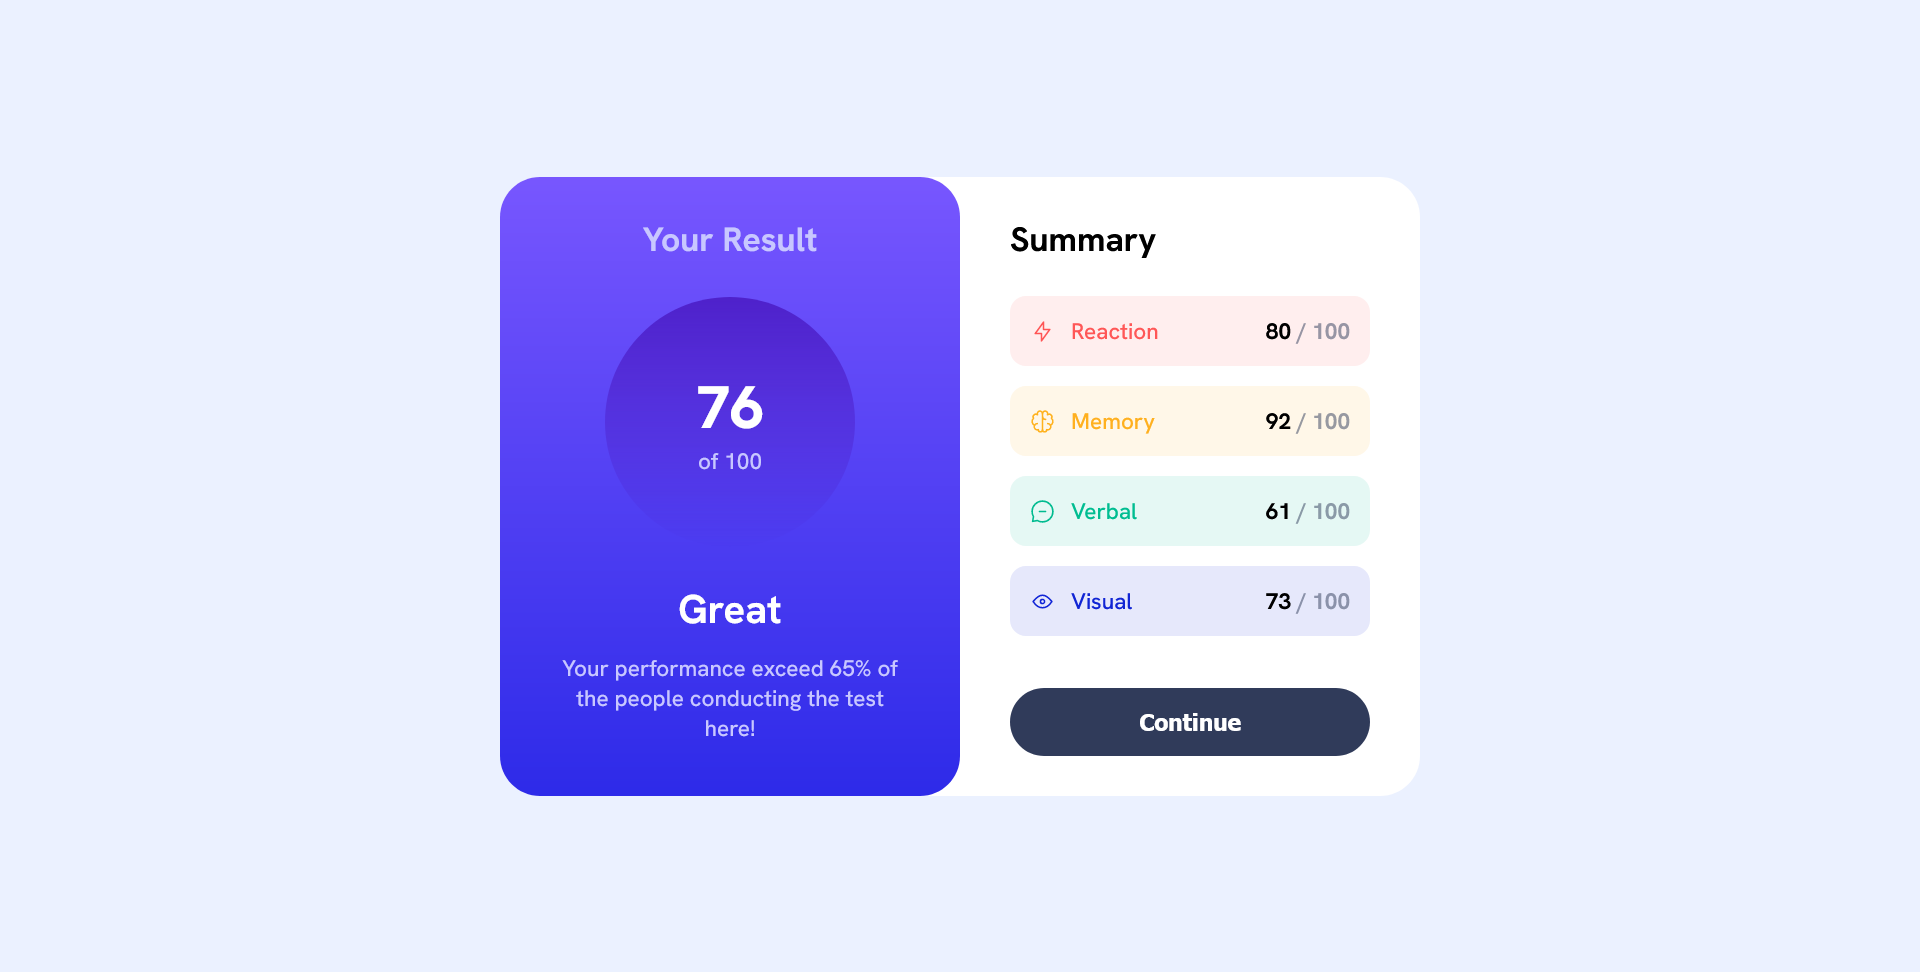 Your Result
76
of 100
Great
Your performance exceed 65% of
the people conducting the test
here!
Summary
Reaction 80 / 100
Memory 92 / 100
Verbal 61 / 100
Visual 73 / 100
Continue